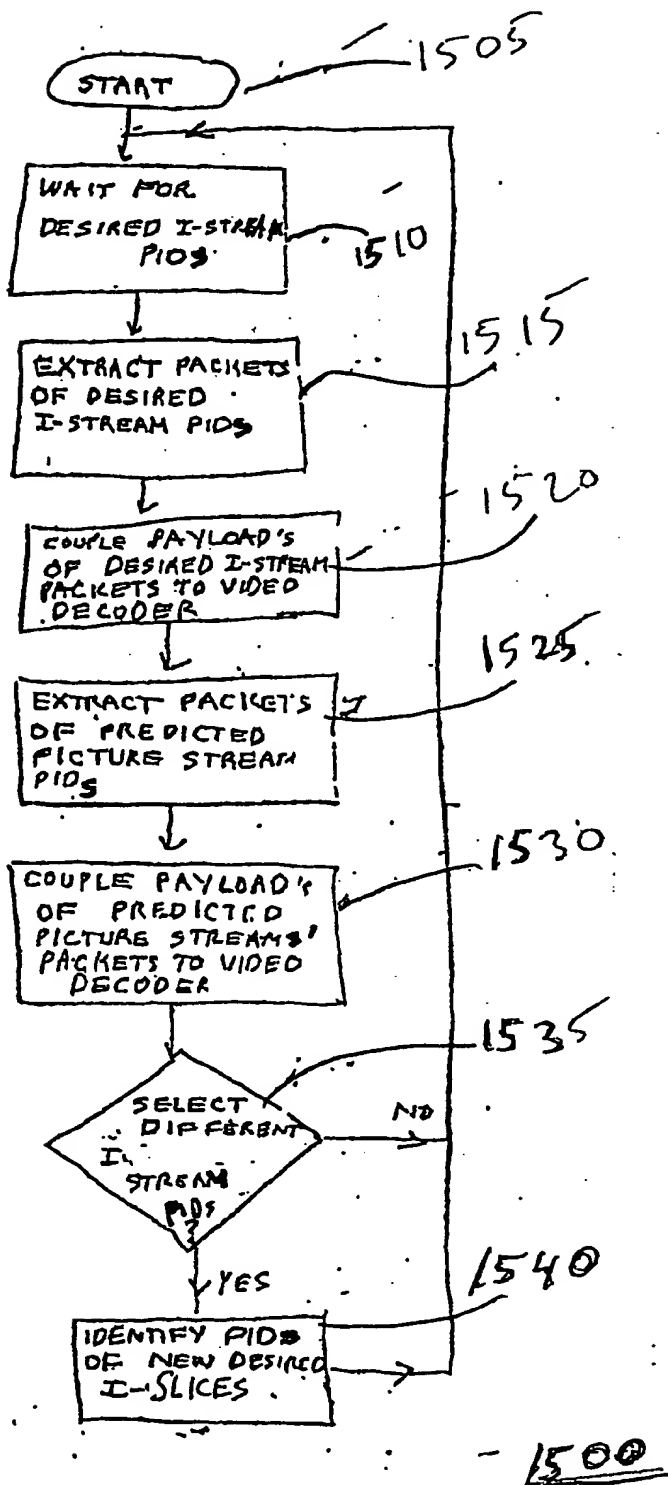 START
1505
WAIT FOR
DESIRED I-STREAM
PIDS
1510
EXTRACT PACKETS
OF DESIRED
I-STREAM PIDs
1515
COUPLE PAYLOAD's
OF DESIRED I-STREAM
PACKETS TO VIDEO
DECODER
1520
EXTRACT PACKETS
OF PREDICTED
PICTURE STREAM
PIDs
1525
COUPLE PAYLOAD's
OF PREDICTED
PICTURE STREAMS'
PACKETS TO VIDEO
DECODER
1530
SELECT
DIFFERENT
I-
STREAM
PIDs
?
1535
NO
YES
IDENTIFY PIDs
OF NEW DESIRED
I-SLICES
1540
1500